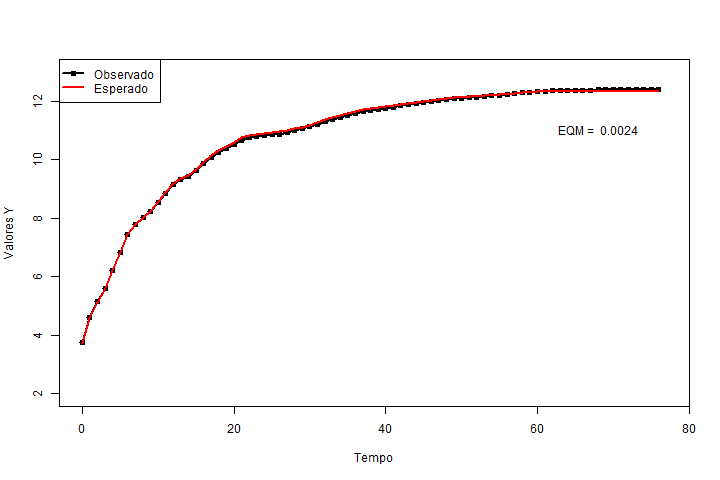 Observado
Esperado
EQM = 0.0024
Valores Y
12
10
8
6
4
2
0
20
40
60
80
Tempo